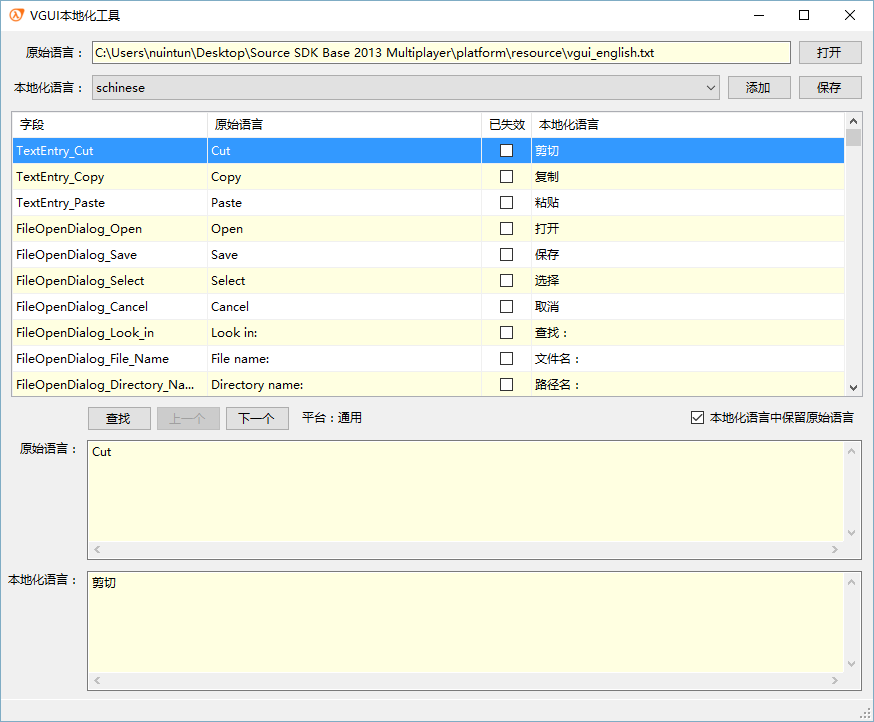 VGUI本地化工具
原始语言： C:\Users\nuintun\Desktop\Source SDK Base 2013 Multiplayer\platform\resource\vgui_english.txt 打开
本地化语言： schinese 添加 保存
字段 原始语言 已失效 本地化语言
TextEntry_Cut Cut 剪切
TextEntry_Copy Copy 复制
TextEntry_Paste Paste 粘贴
FileOpenDialog_Open Open 打开
FileOpenDialog_Save Save 保存
FileOpenDialog_Select Select 选择
FileOpenDialog_Cancel Cancel 取消
FileOpenDialog_Look_in Look in: 查找：
FileOpenDialog_File_Name File name: 文件名：
FileOpenDialog_Directory_Na... Directory name: 路径名：
查找 上一个 下一个 平台：通用 本地化语言中保留原始语言
原始语言： Cut
本地化语言： 剪切